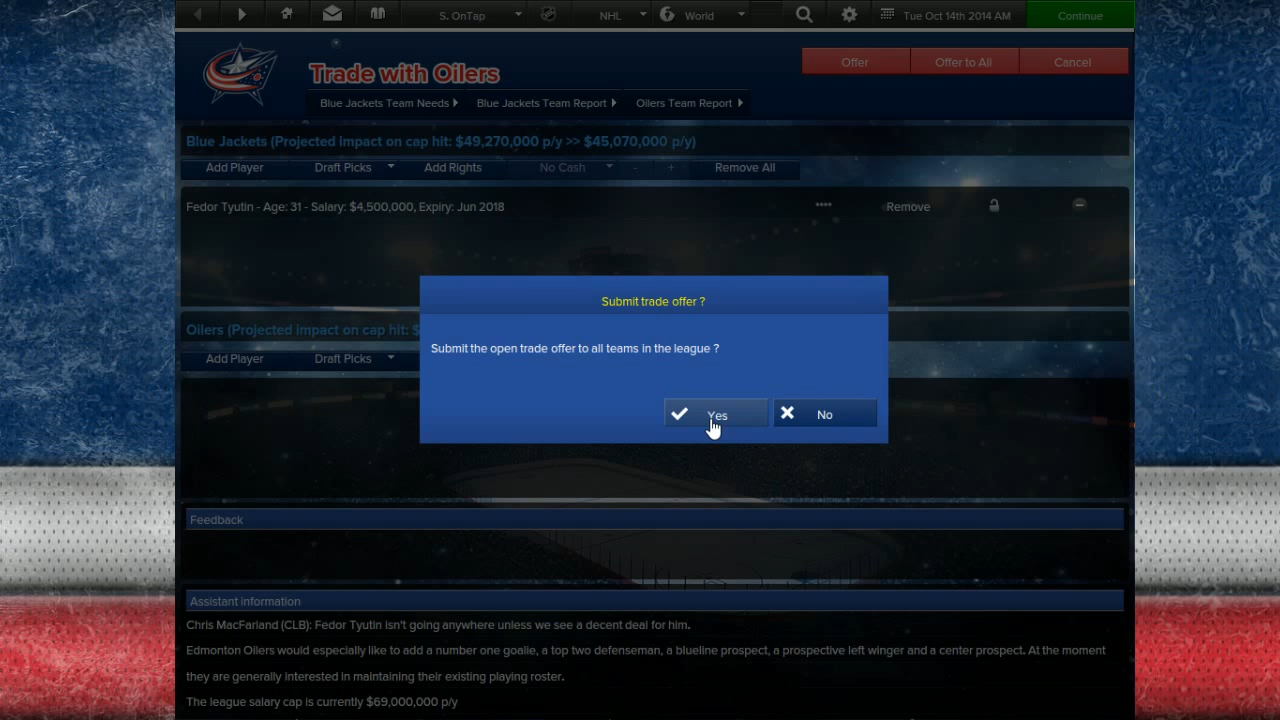 S. OnTap NHL World Tue Oct 14th 2014 AM Continue
Trade with Oilers
Offer Offer to All Cancel
Blue Jackets Team Needs Blue Jackets Team Report Oilers Team Report
Blue Jackets (Projected impact on cap hit: $49,270,000 p/y >> $45,070,000 p/y)
Add Player Draft Picks Add Rights No Cash - + Remove All
Fedor Tyutin - Age: 31 - Salary: $4,500,000, Expiry: Jun 2018 **** Remove
Submit trade offer ?
Oilers (Projected impact on cap hit: $
Submit the open trade offer to all teams in the league ?
Add Player Draft Picks
Yes No
Feedback
Assistant information
Chris MacFarland (CLB): Fedor Tyutin isn't going anywhere unless we see a decent deal for him.
Edmonton Oilers would especially like to add a number one goalie, a top two defenseman, a blueline prospect, a prospective left winger and a center prospect. At the moment
they are generally interested in maintaining their existing playing roster.
The league salary cap is currently $69,000,000 p/y